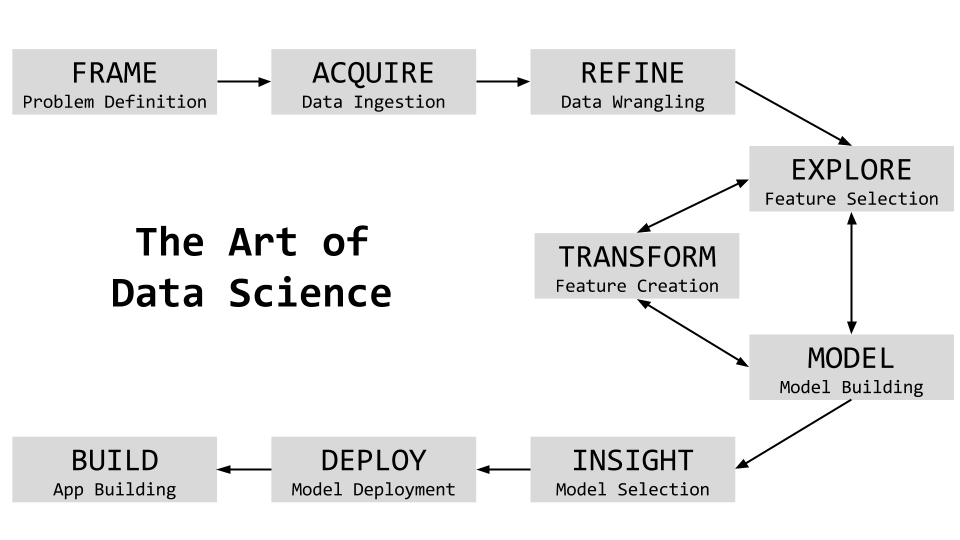 FRAME
Problem Definition
ACQUIRE
Data Ingestion
REFINE
Data Wrangling
EXPLORE
Feature Selection
The Art of
Data Science
TRANSFORM
Feature Creation
MODEL
Model Building
BUILD
App Building
DEPLOY
Model Deployment
INSIGHT
Model Selection